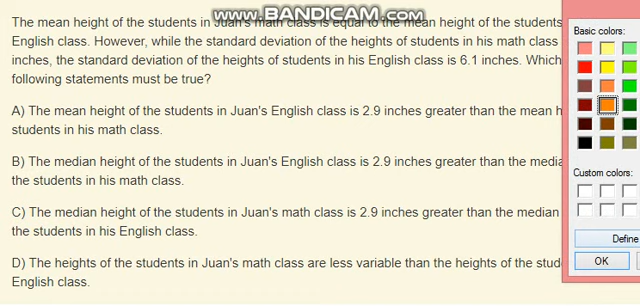 www.BANDICAM.com
The mean height of the students in Juan's math class is equal to the mean height of the students
English class. However, while the standard deviation of the heights of students in his math class
inches, the standard deviation of the heights of students in his English class is 6.1 inches. Which
following statements must be true?
A) The mean height of the students in Juan's English class is 2.9 inches greater than the mean h
students in his math class.
B) The median height of the students in Juan's English class is 2.9 inches greater than the media
the students in his math class.
C) The median height of the students in Juan's math class is 2.9 inches greater than the median
the students in his English class.
D) The heights of the students in Juan's math class are less variable than the heights of the stud
English class.
Basic colors:
Custom colors:
Define
OK